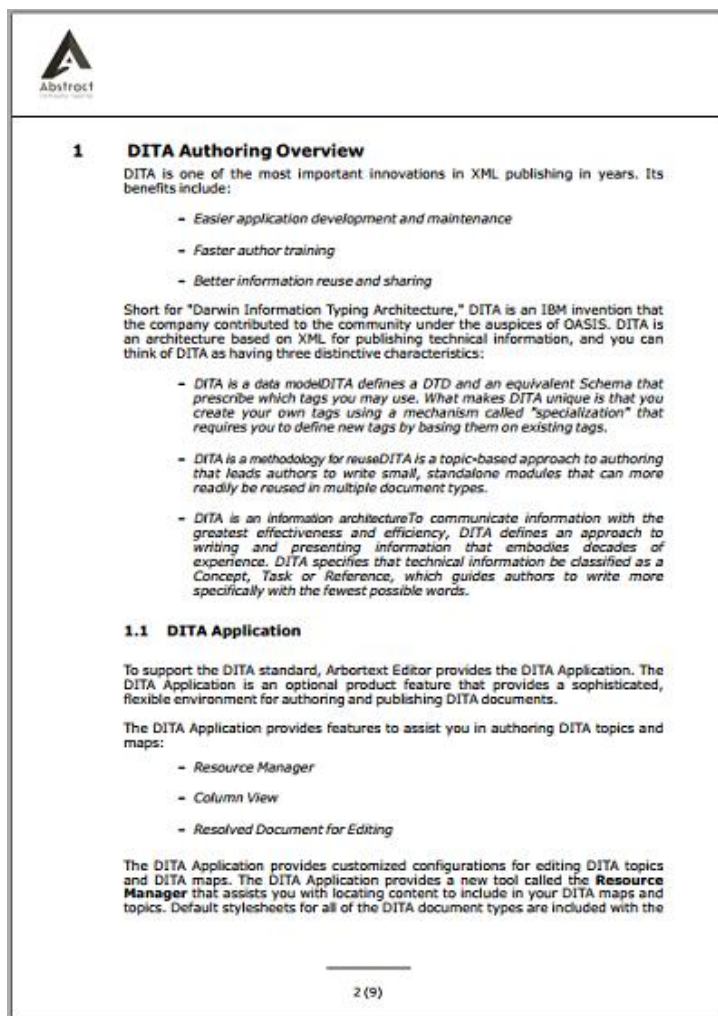 Abstract
1 DITA Authoring Overview
DITA is one of the most important innovations in XML publishing in years. Its
benefits include:
– Easier application development and maintenance
– Faster author training
– Better information reuse and sharing
Short for "Darwin Information Typing Architecture," DITA is an IBM invention that
the company contributed to the community under the auspices of OASIS. DITA is
an architecture based on XML for publishing technical information, and you can
think of DITA as having three distinctive characteristics:
– DITA is a data modelDITA defines a DTD and an equivalent Schema that
prescribe which tags you may use. What makes DITA unique is that you
create your own tags using a mechanism called "specialization" that
requires you to define new tags by basing them on existing tags.
– DITA is a methodology for reuseDITA is a topic-based approach to authoring
that leads authors to write small, standalone modules that can more
readily be reused in multiple document types.
– DITA is an information architectureTo communicate information with the
greatest effectiveness and efficiency, DITA defines an approach to
writing and presenting information that embodies decades of
experience. DITA specifies that technical information be classified as a
Concept, Task or Reference, which guides authors to write more
specifically with the fewest possible words.
1.1 DITA Application
To support the DITA standard, Arbortext Editor provides the DITA Application. The
DITA Application is an optional product feature that provides a sophisticated,
flexible environment for authoring and publishing DITA documents.
The DITA Application provides features to assist you in authoring DITA topics and
maps:
– Resource Manager
– Column View
– Resolved Document for Editing
The DITA Application provides customized configurations for editing DITA topics
and DITA maps. The DITA Application provides a new tool called the Resource
Manager that assists you with locating content to include in your DITA maps and
topics. Default stylesheets for all of the DITA document types are included with the
2 (9)